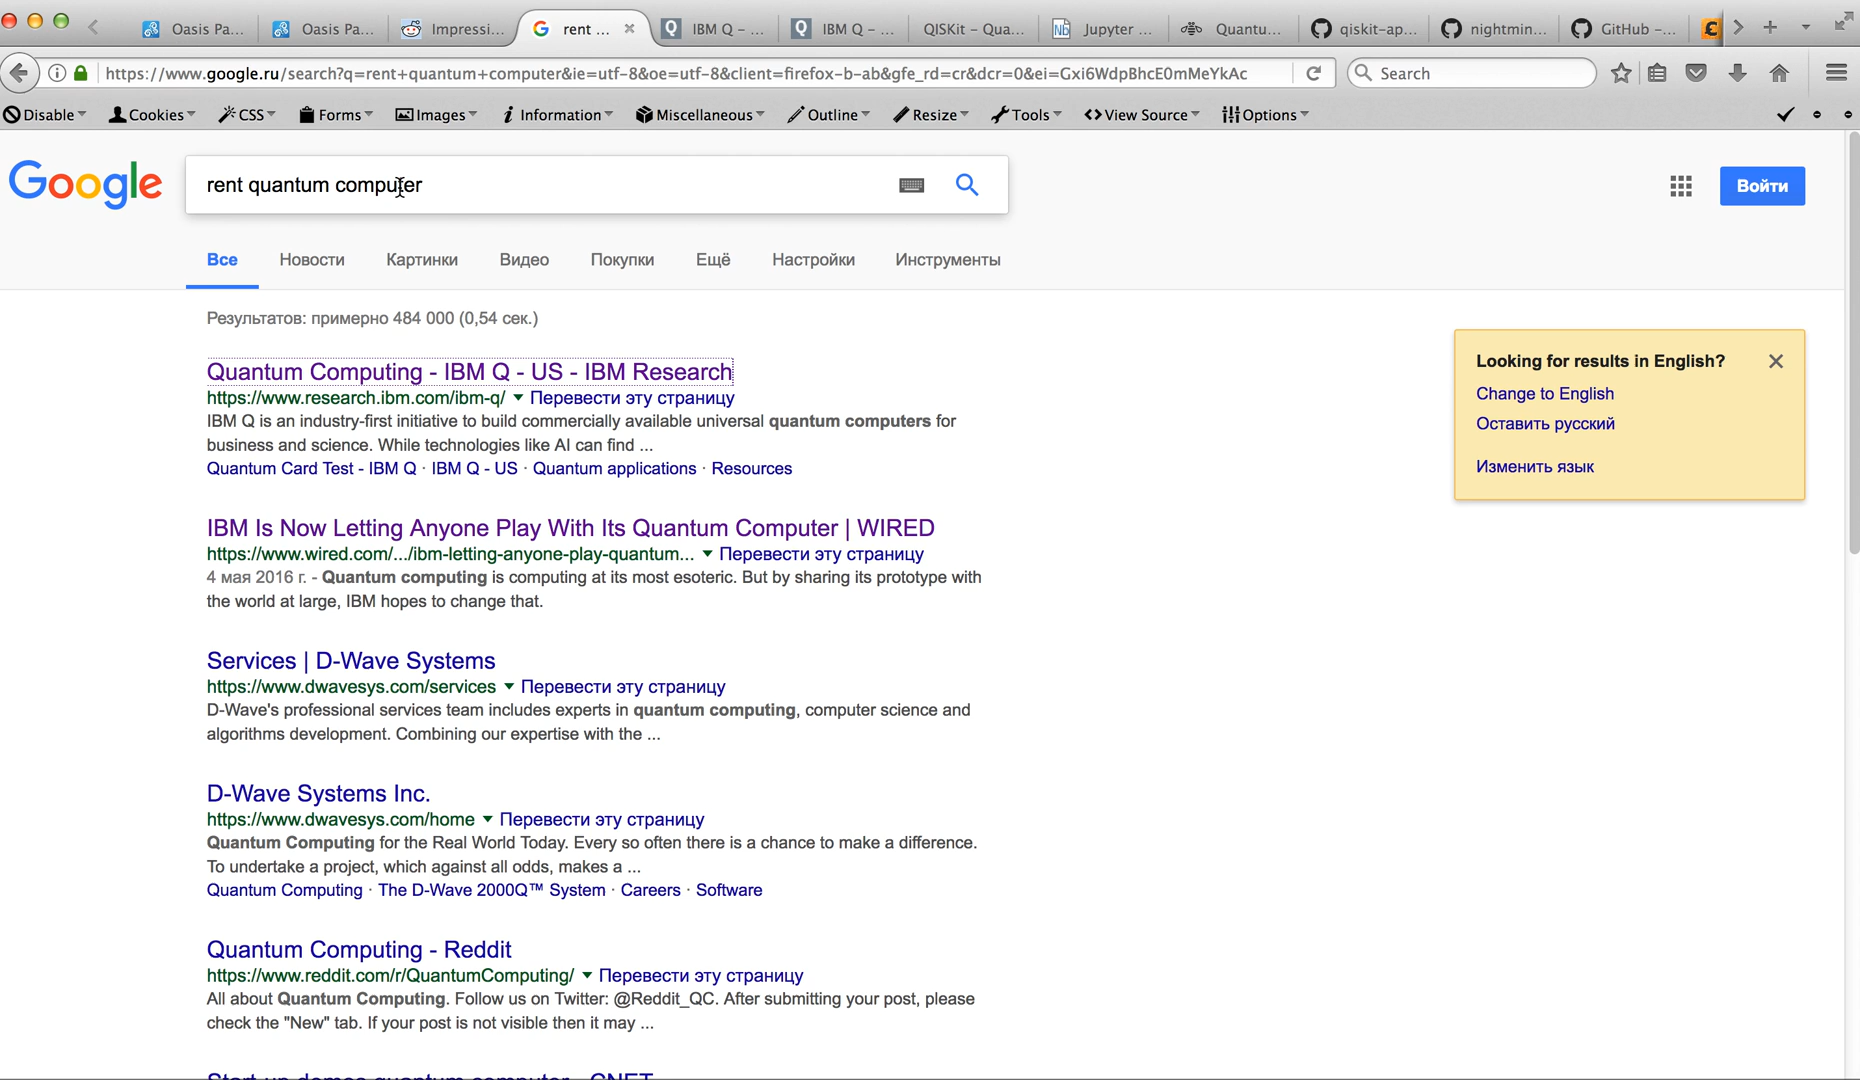 Oasis Pa... Oasis Pa... Impressi... rent ... IBM Q – ... IBM Q – ... QISKit – Qua... Jupyter ... Quantu... qiskit-ap... nightmin... GitHub –...
https://www.google.ru/search?q=rent+quantum+computer&ie=utf-8&oe=utf-8&client=firefox-b-ab&gfe_rd=cr&dcr=0&ei=Gxi6WdpBhcE0mMeYkAc Search
Disable Cookies CSS Forms Images Information Miscellaneous Outline Resize Tools View Source Options
Google rent quantum computer Войти
Все Новости Картинки Видео Покупки Ещё Настройки Инструменты
Результатов: примерно 484 000 (0,54 сек.)
Quantum Computing - IBM Q - US - IBM Research
https://www.research.ibm.com/ibm-q/ Перевести эту страницу
IBM Q is an industry-first initiative to build commercially available universal quantum computers for
business and science. While technologies like AI can find ...
Quantum Card Test - IBM Q · IBM Q - US · Quantum applications · Resources
IBM Is Now Letting Anyone Play With Its Quantum Computer | WIRED
https://www.wired.com/.../ibm-letting-anyone-play-quantum... Перевести эту страницу
4 мая 2016 г. - Quantum computing is computing at its most esoteric. But by sharing its prototype with
the world at large, IBM hopes to change that.
Services | D-Wave Systems
https://www.dwavesys.com/services Перевести эту страницу
D-Wave's professional services team includes experts in quantum computing, computer science and
algorithms development. Combining our expertise with the ...
D-Wave Systems Inc.
https://www.dwavesys.com/home Перевести эту страницу
Quantum Computing for the Real World Today. Every so often there is a chance to make a difference.
To undertake a project, which against all odds, makes a ...
Quantum Computing · The D-Wave 2000Q™ System · Careers · Software
Quantum Computing - Reddit
https://www.reddit.com/r/QuantumComputing/ Перевести эту страницу
All about Quantum Computing. Follow us on Twitter: @Reddit_QC. After submitting your post, please
check the "New" tab. If your post is not visible then it may ...
Start-up demos quantum computer - CNET
Looking for results in English?
Change to English
Оставить русский
Изменить язык